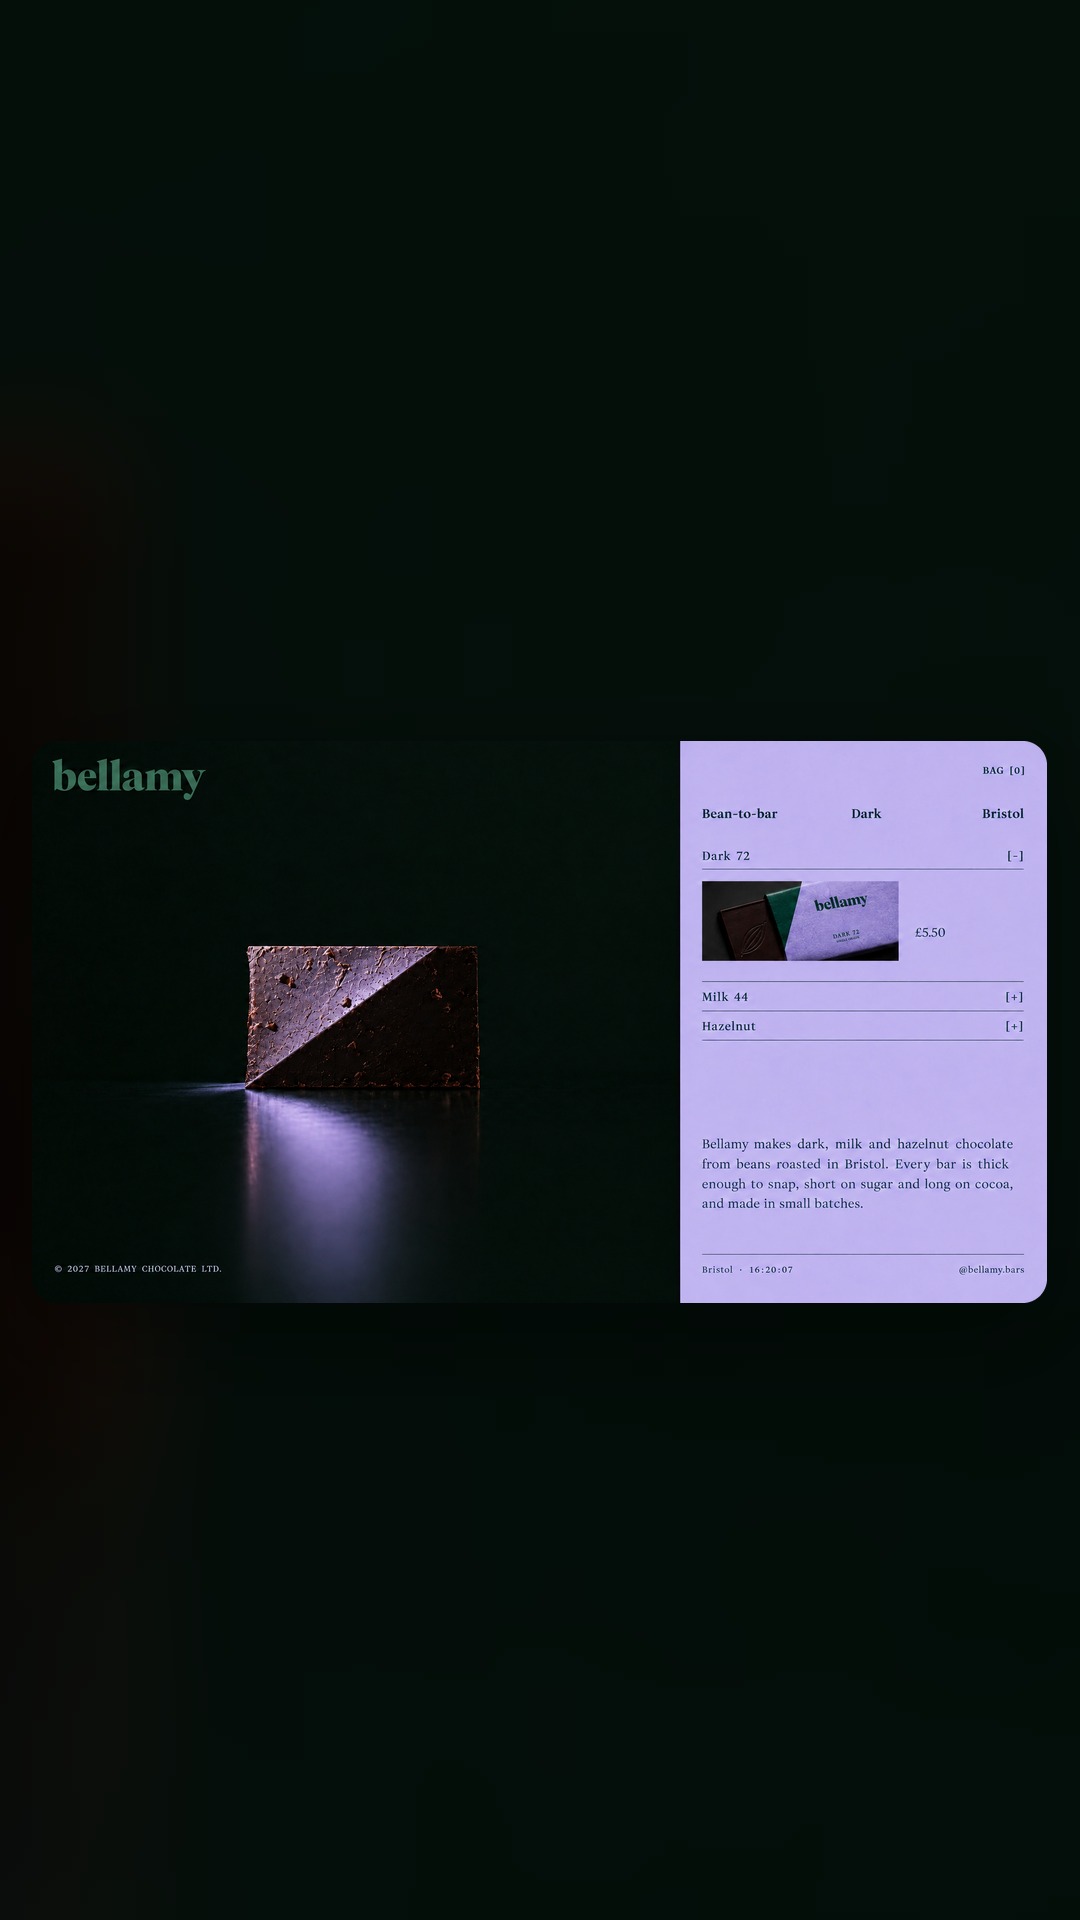 bellamy
BAG [0]
Bean-to-bar Dark Bristol
Dark 72 [-]
bellamy
DARK 72
£5.50
Milk 44 [+]
Hazelnut [+]
Bellamy makes dark, milk and hazelnut chocolate
from beans roasted in Bristol. Every bar is thick
enough to snap, short on sugar and long on cocoa,
and made in small batches.
© 2027 BELLAMY CHOCOLATE LTD.
Bristol · 16:20:07 @bellamy.bars